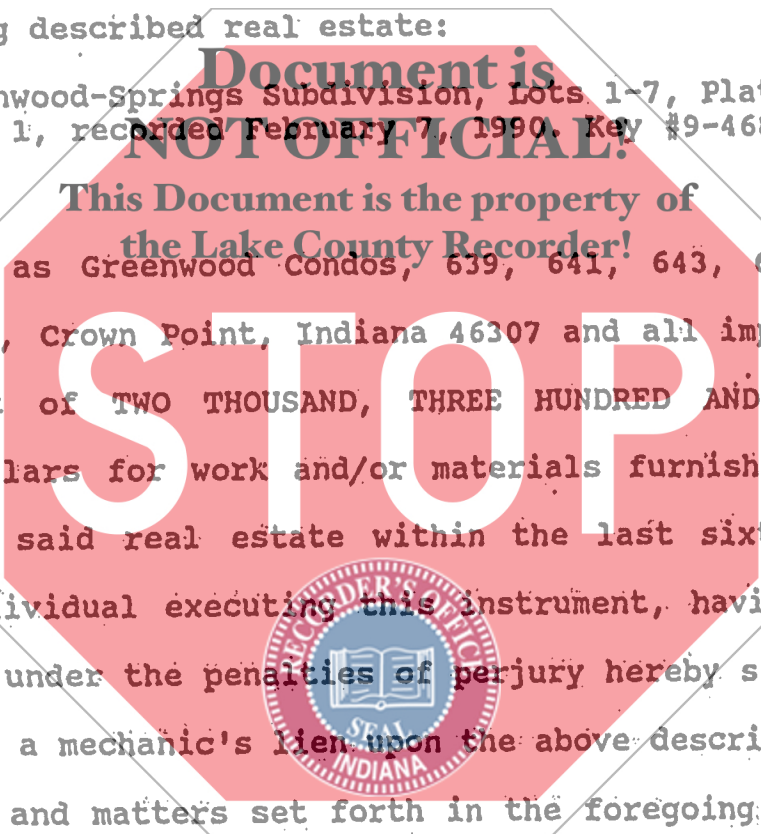 g described real estate:
Document is
nwood-Springs Subdivision, Lots 1-7, Plat
1, recorded February 7, 1990. Key #9-468
NOT OFFICIAL!
This Document is the property of
the Lake County Recorder!
as Greenwood Condos, 639, 641, 643,
, Crown Point, Indiana 46307 and all imp
STOP
of TWO THOUSAND, THREE HUNDRED AND
lars for work and/or materials furnish
said real estate within the last sixt
ividual executing this instrument, havi
RECORDER'S OFFICE
under the penalties of perjury hereby s
SEAL
a mechanic's lien upon the above descri
INDIANA
and matters set forth in the foregoing